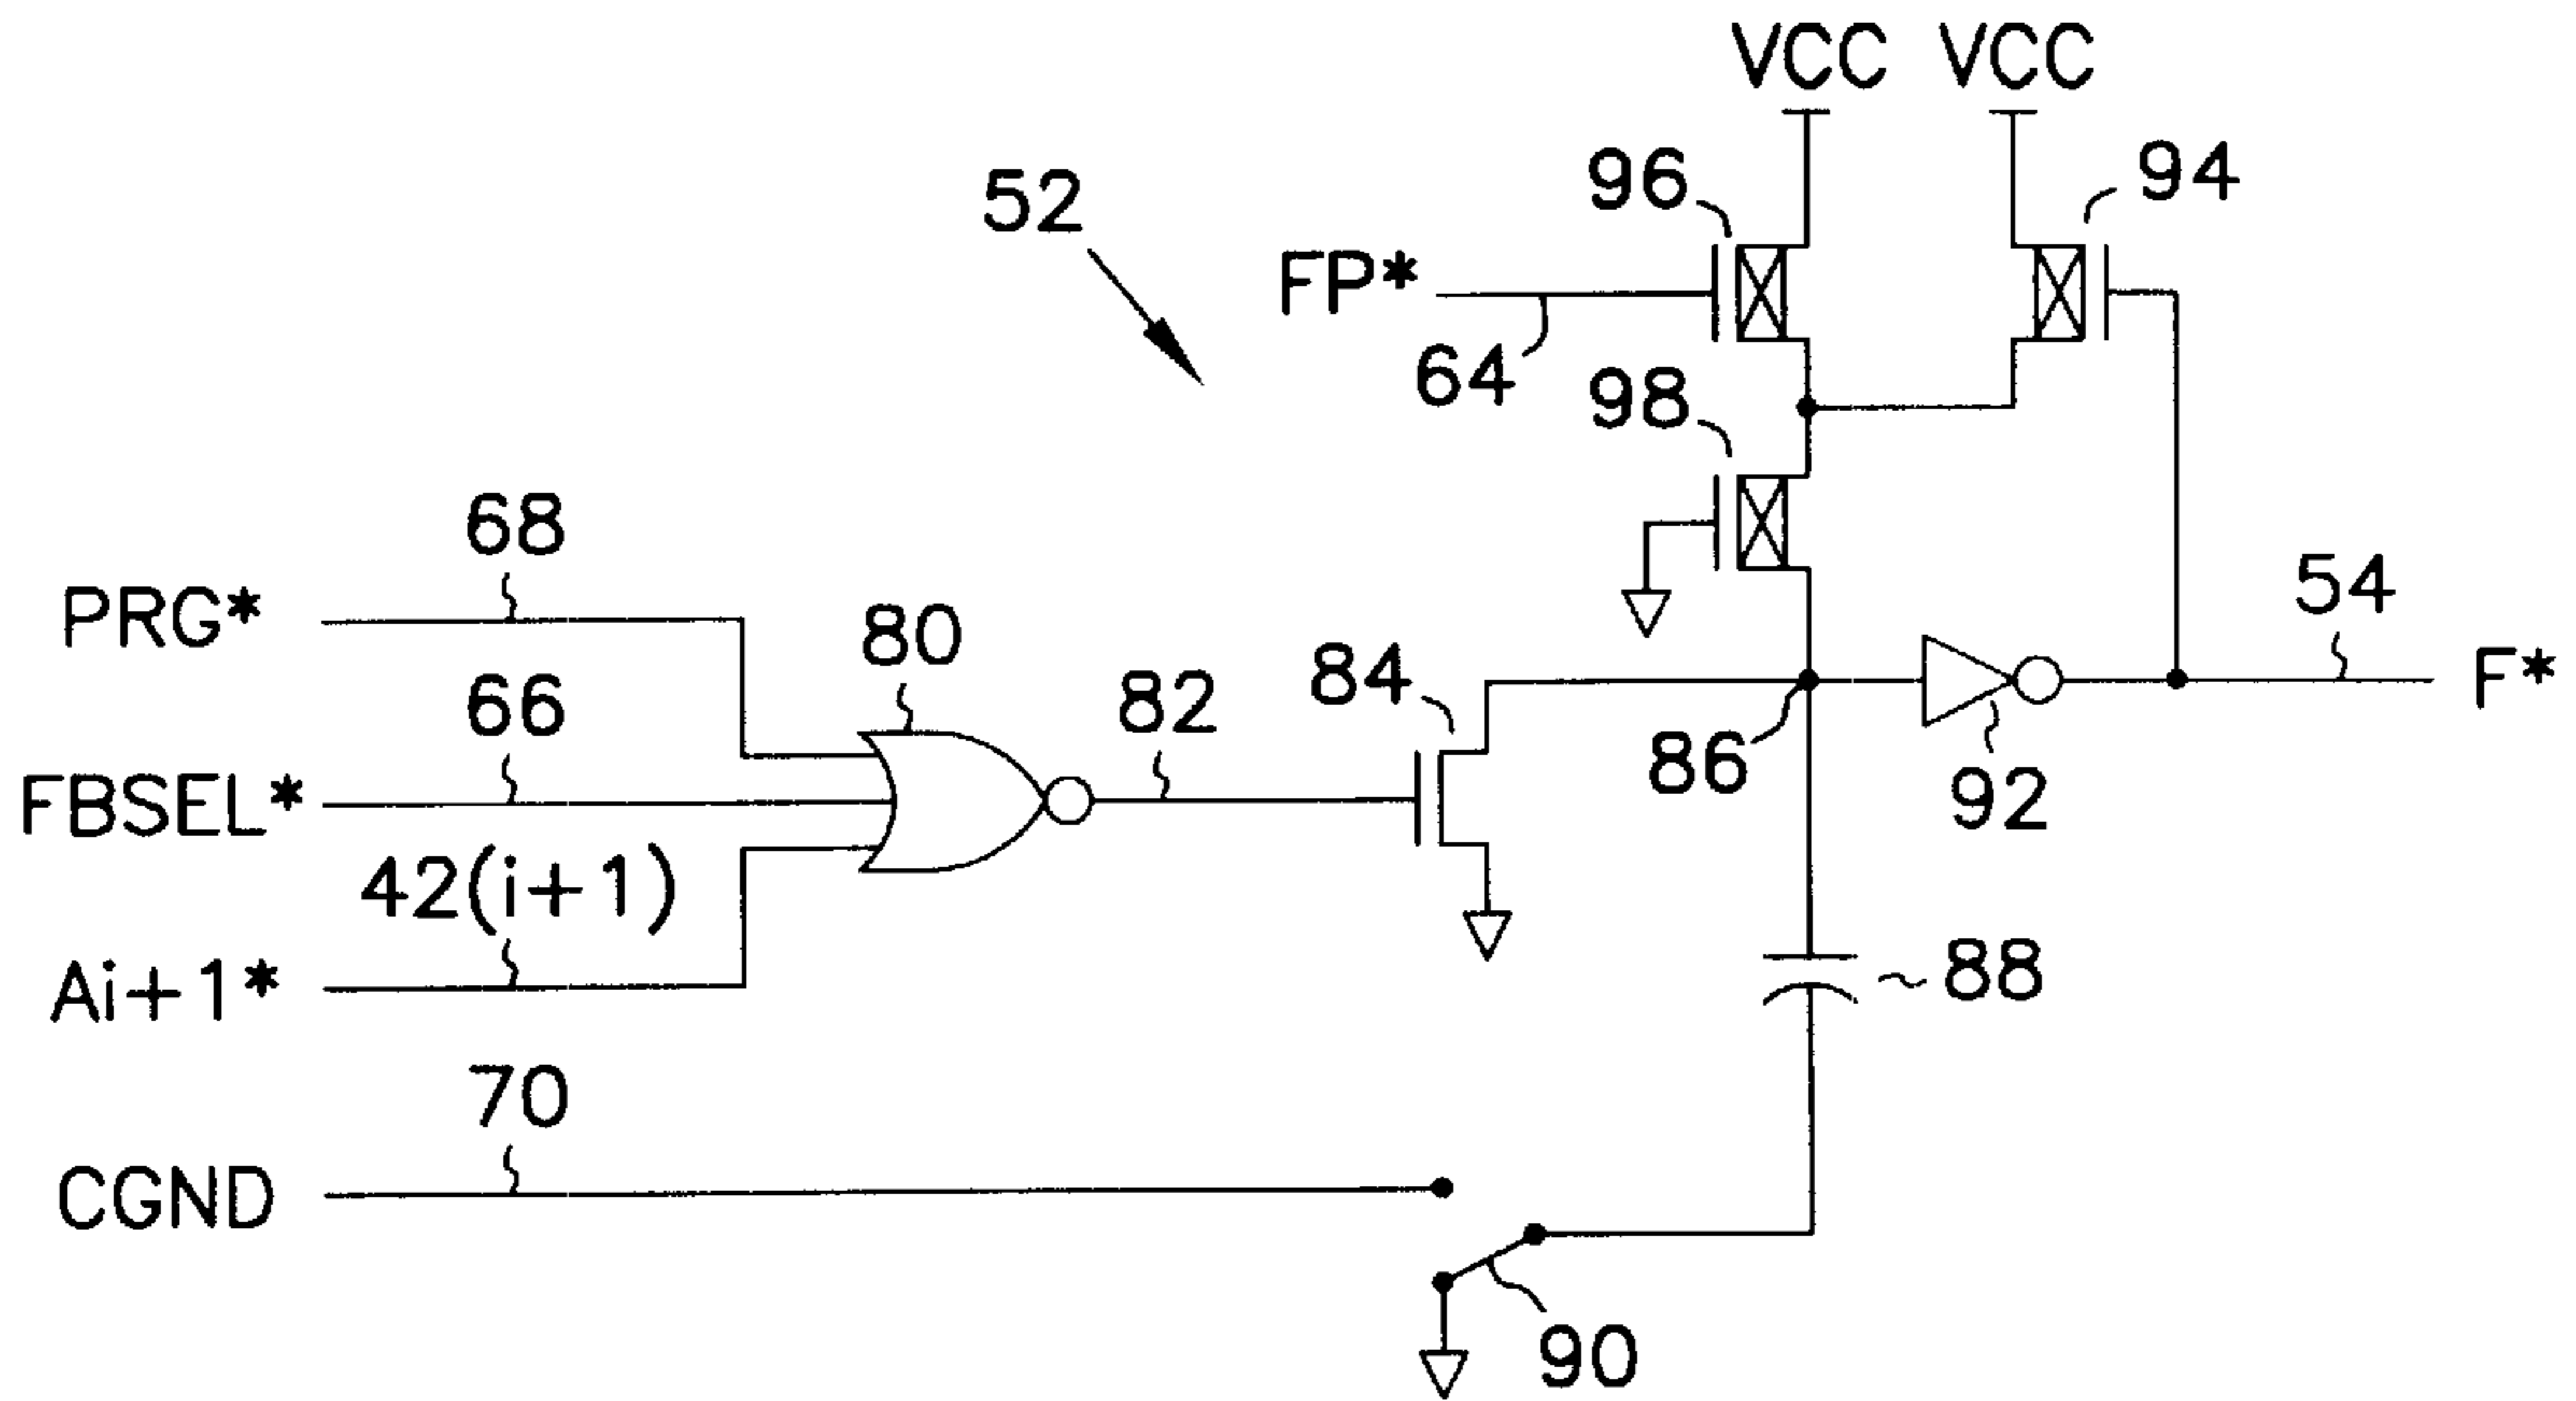 VCC VCC
96
94
52
FP*
64
98
68
PRG*
80
54
66
82
84
F*
86
FBSEL*
92
42(i+1)
Ai+1*
88
70
CGND
90